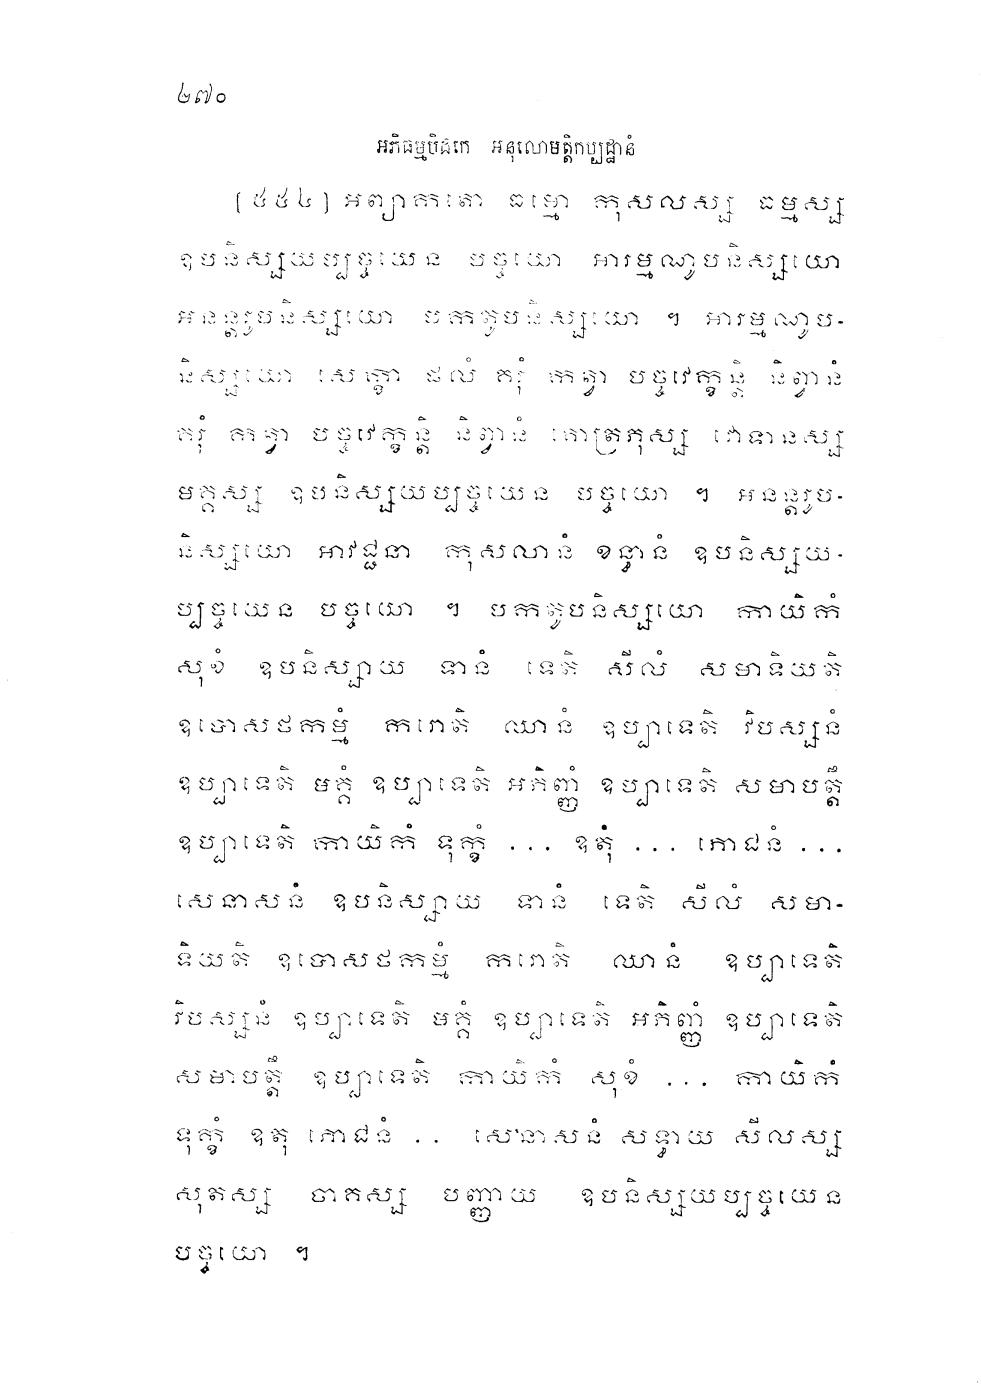 ២៧០
អភិធម្មបិដកេ អនុលោមត្តិកប្បដ្ឋានំ
[៥៥៤] អព្យាកតោ ធម្មោ កុសលស្ស ធម្មស្ស
ឧបនិស្សយប្បច្ចយេន បច្ចយោ អារម្មណូបនិស្សយោ
អនន្តរូបនិស្សយោ បកតូបនិស្សយោ ។ អារម្មណូប-
និស្សយោ សេក្ខា ផលំ គរុំ កត្វា បច្ចវេក្ខន្តិ និព្វានំ
គរុំ កត្វា បច្ចវេក្ខន្តិ និព្វានំ គោត្រភុស្ស វោទានស្ស
មគ្គស្ស ឧបនិស្សយប្បច្ចយេន បច្ចយោ ។ អនន្តរូប-
និស្សយោ អាវជ្ជនា កុសលានំ ខន្ធានំ ឧបនិស្សយ-
ប្បច្ចយេន បច្ចយោ ។ បកតូបនិស្សយោ កាយិកំ
សុខំ ឧបនិស្សាយ ទានំ ទេតិ សីលំ សមាទិយតិ
ឧបោសថកម្មំ ករោតិ ឈានំ ឧប្បាទេតិ វិបស្សនំ
ឧប្បាទេតិ មគ្គំ ឧប្បាទេតិ អភិញ្ញំ ឧប្បាទេតិ សមាបត្តឹ
ឧប្បាទេតិ កាយិកំ ទុក្ខំ ... ឧតុំ ... ភោជនំ ...
សេនាសនំ ឧបនិស្សាយ ទានំ ទេតិ សីលំ សមា-
ទិយតិ ឧបោសថកម្មំ ករោតិ ឈានំ ឧប្បាទេតិ
វិបស្សនំ ឧប្បាទេតិ មគ្គំ ឧប្បាទេតិ អភិញ្ញំ ឧប្បាទេតិ
សមាបត្តឹ ឧប្បាទេតិ កាយិកំ សុខំ ... កាយិកំ
ទុក្ខំ ឧតុ ភោជនំ .. សេនាសនំ សទ្ធាយ សីលស្ស
សុតស្ស ចាគស្ស បញ្ញាយ ឧបនិស្សយប្បច្ចយេន
បច្ចយោ ។